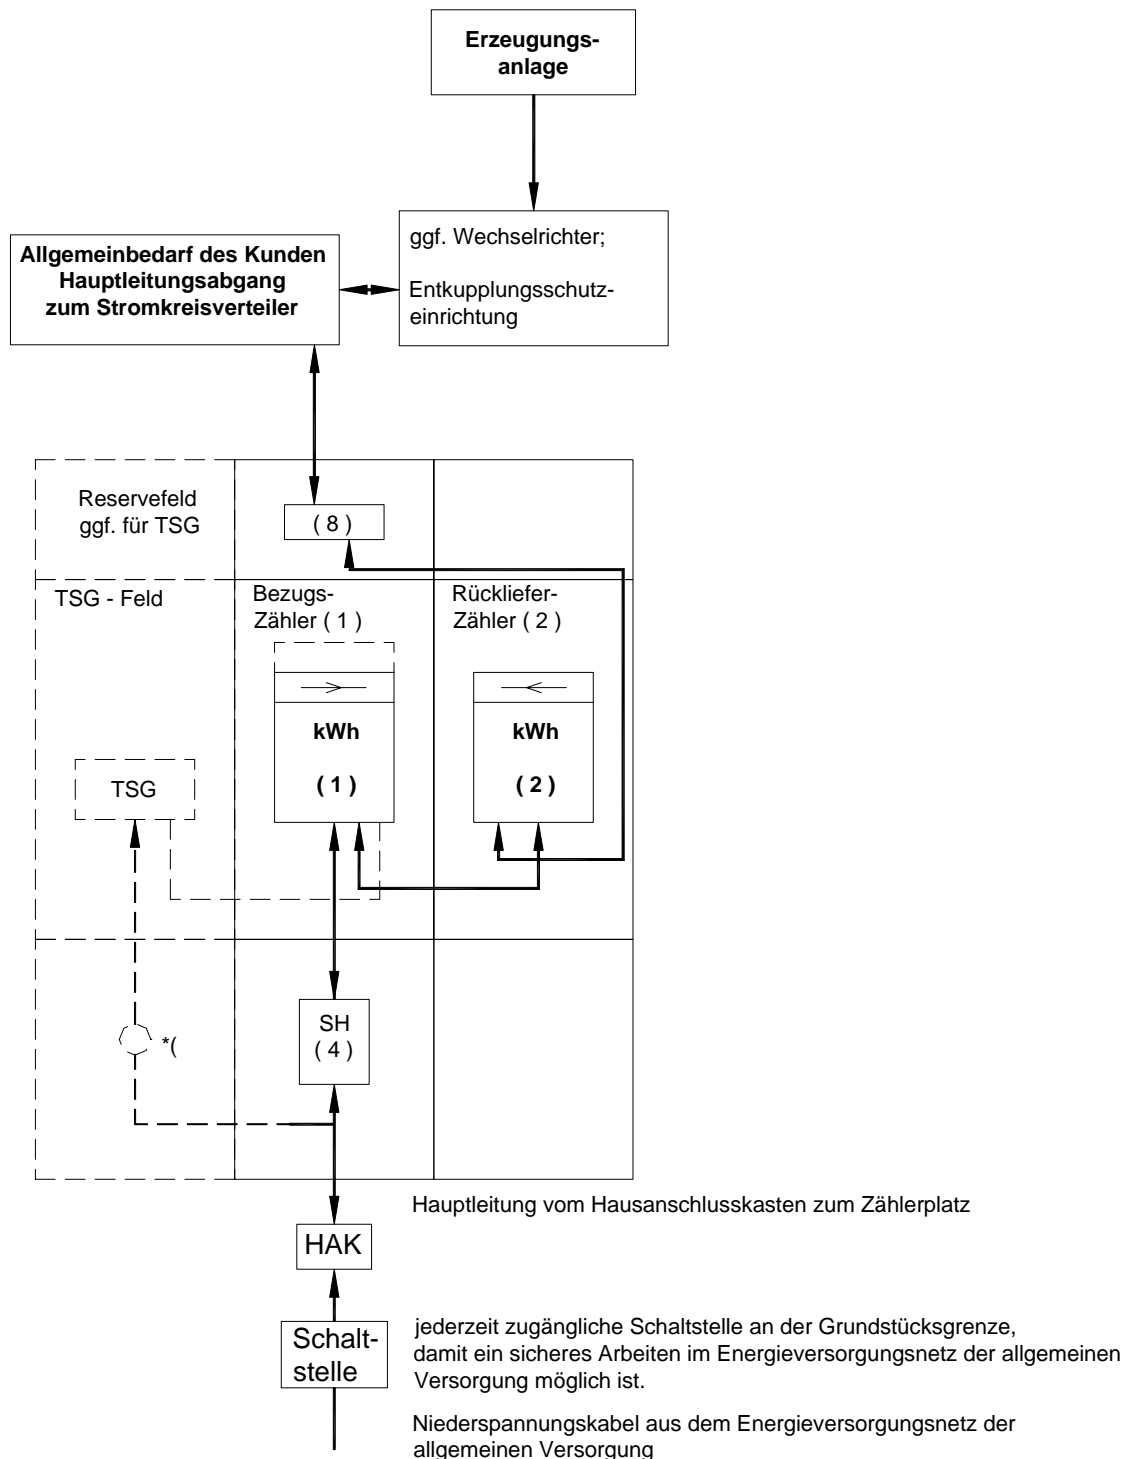 Erzeugungs-
anlage
ggf. Wechselrichter;
Entkupplungsschutz-
einrichtung
Allgemeinbedarf des Kunden
Hauptleitungsabgang
zum Stromkreisverteiler
Reservefeld
ggf. für TSG
( 8 )
TSG - Feld
Bezugs-
Zähler ( 1 )
Rückliefer-
Zähler ( 2 )
kWh
( 1 )
kWh
( 2 )
TSG
SH
( 4 )
*(
Hauptleitung vom Hausanschlusskasten zum Zählerplatz
HAK
Schalt-
stelle
jederzeit zugängliche Schaltstelle an der Grundstücksgrenze,
damit ein sicheres Arbeiten im Energieversorgungsnetz der allgemeinen
Versorgung möglich ist.
Niederspannungskabel aus dem Energieversorgungsnetz der
allgemeinen Versorgung